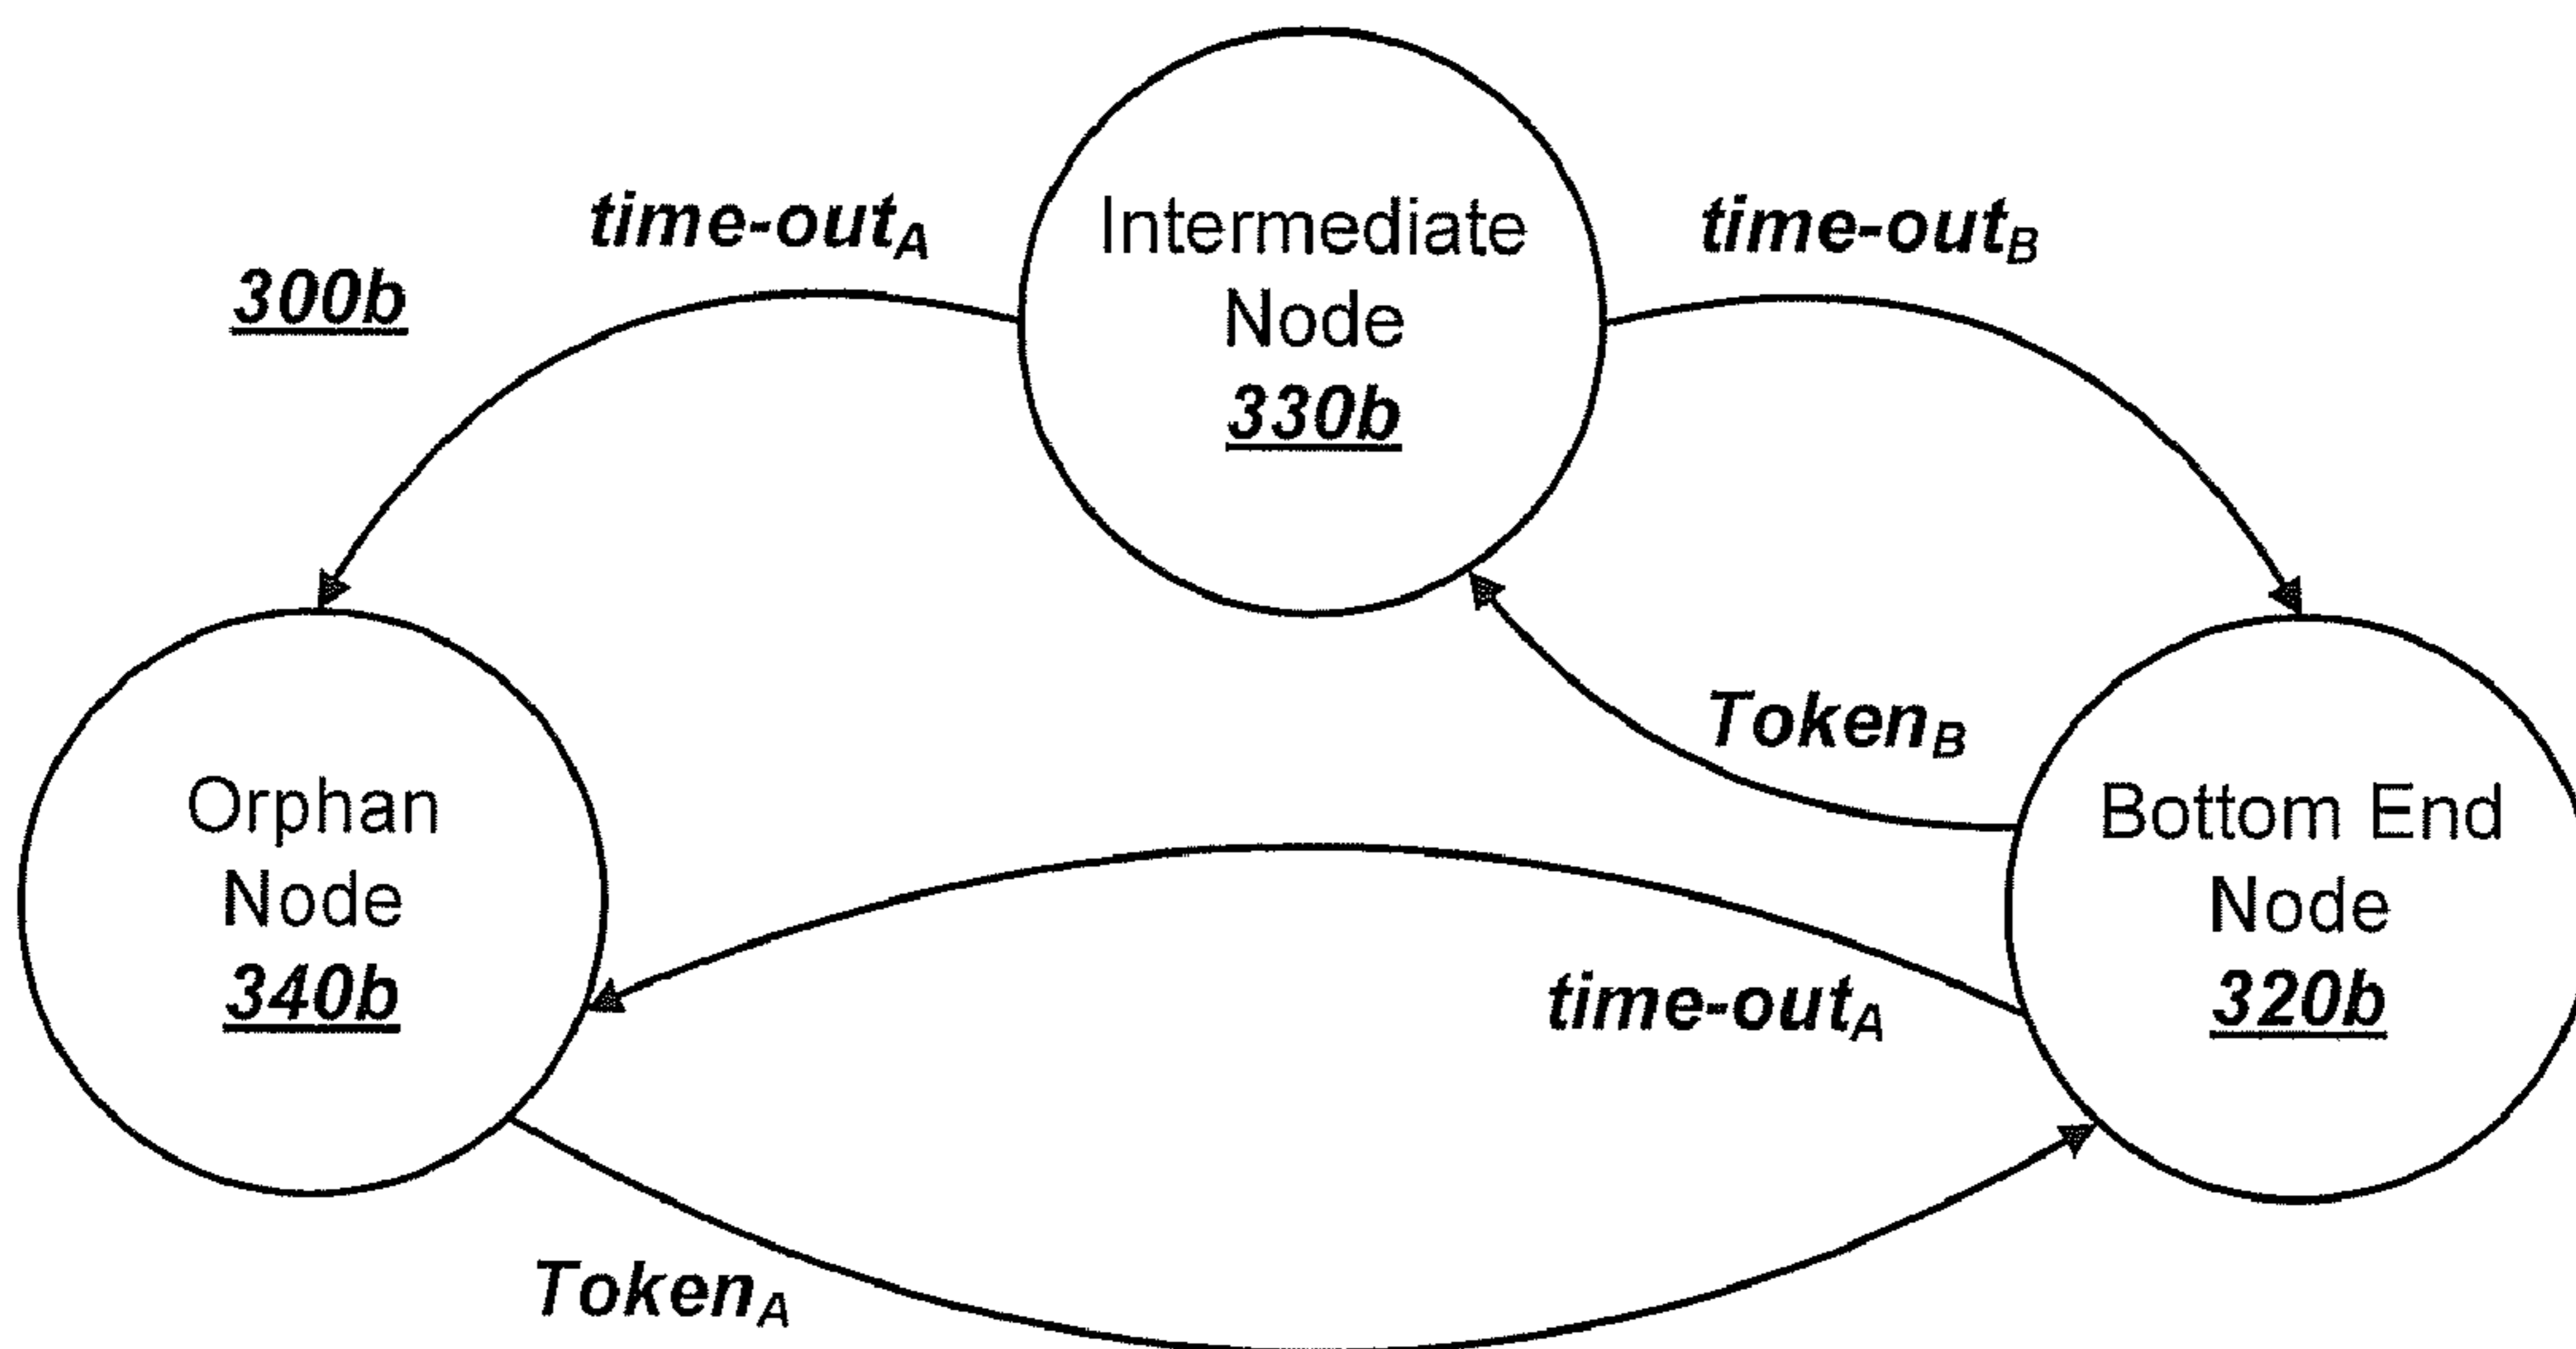 time-outA
time-outB
300b
Intermediate
Node
330b
TokenB
Orphan
Node
340b
Bottom End
Node
320b
time-outA
TokenA